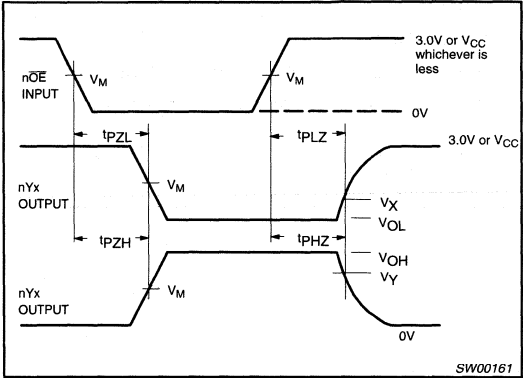 3.0V or VCC
whichever is
less
nOE
INPUT
VM
VM
0V
tPZL
tPLZ
3.0V or VCC
nYx
OUTPUT
VM
VX
VOL
tPZH
tPHZ
VOH
VY
nYx
OUTPUT
VM
0V
SW00161